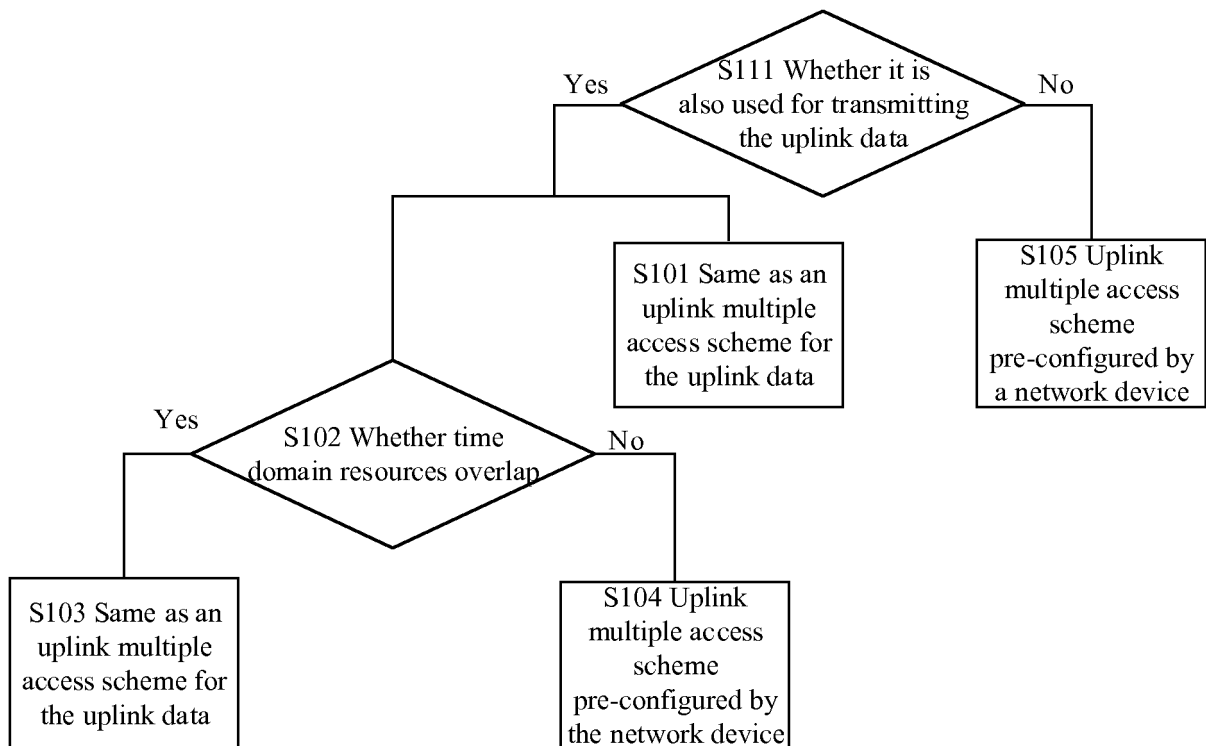 S111 Whether it is
also used for transmitting
the uplink data
Yes
No
S101 Same as an
uplink multiple
access scheme for
the uplink data
S105 Uplink
multiple access
scheme
pre-configured by
a network device
S102 Whether time
domain resources overlap
Yes
No
S103 Same as an
uplink multiple
access scheme for
the uplink data
S104 Uplink
multiple access
scheme
pre-configured by
the network device